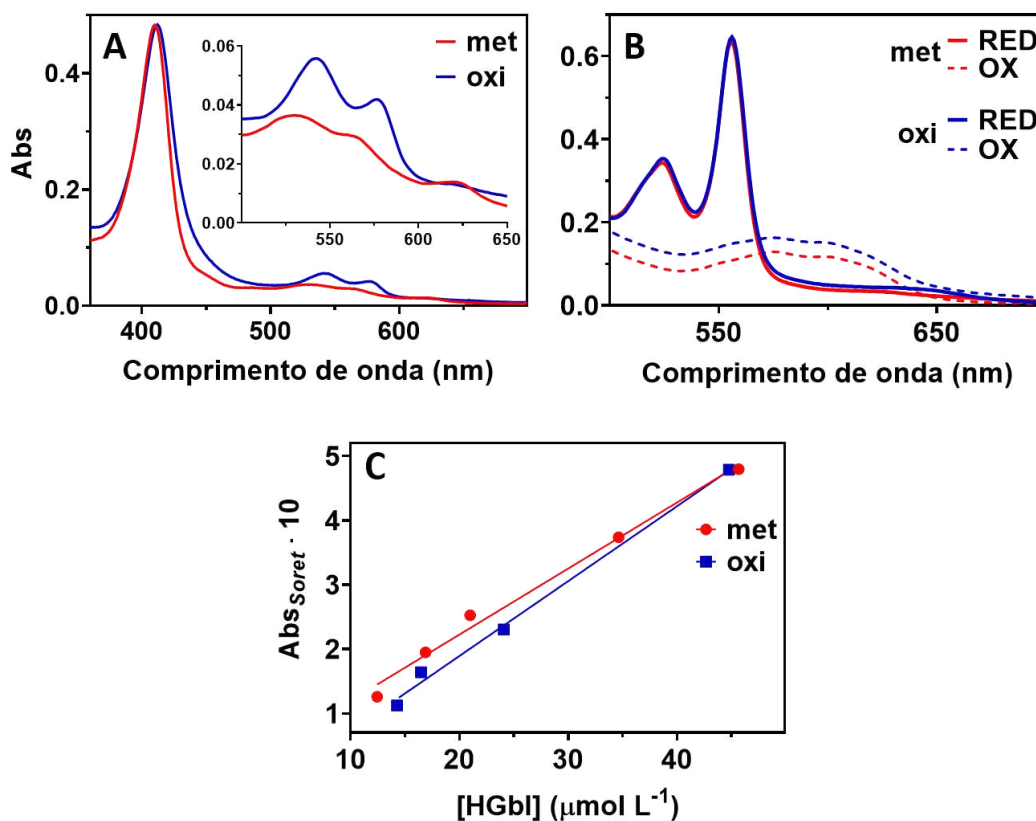 A
Abs
0.4
0.2
0.0
400
500
600
Comprimento de onda (nm)
0.06
0.04
0.02
0.00
550
600
650
met
oxi
B
0.6
0.4
0.2
0.0
550
650
Comprimento de onda (nm)
met RED
OX
oxi RED
OX
C
Abs Soret · 10
5
4
3
2
1
10
20
30
40
[HGbI] (µmol L-1)
met
oxi